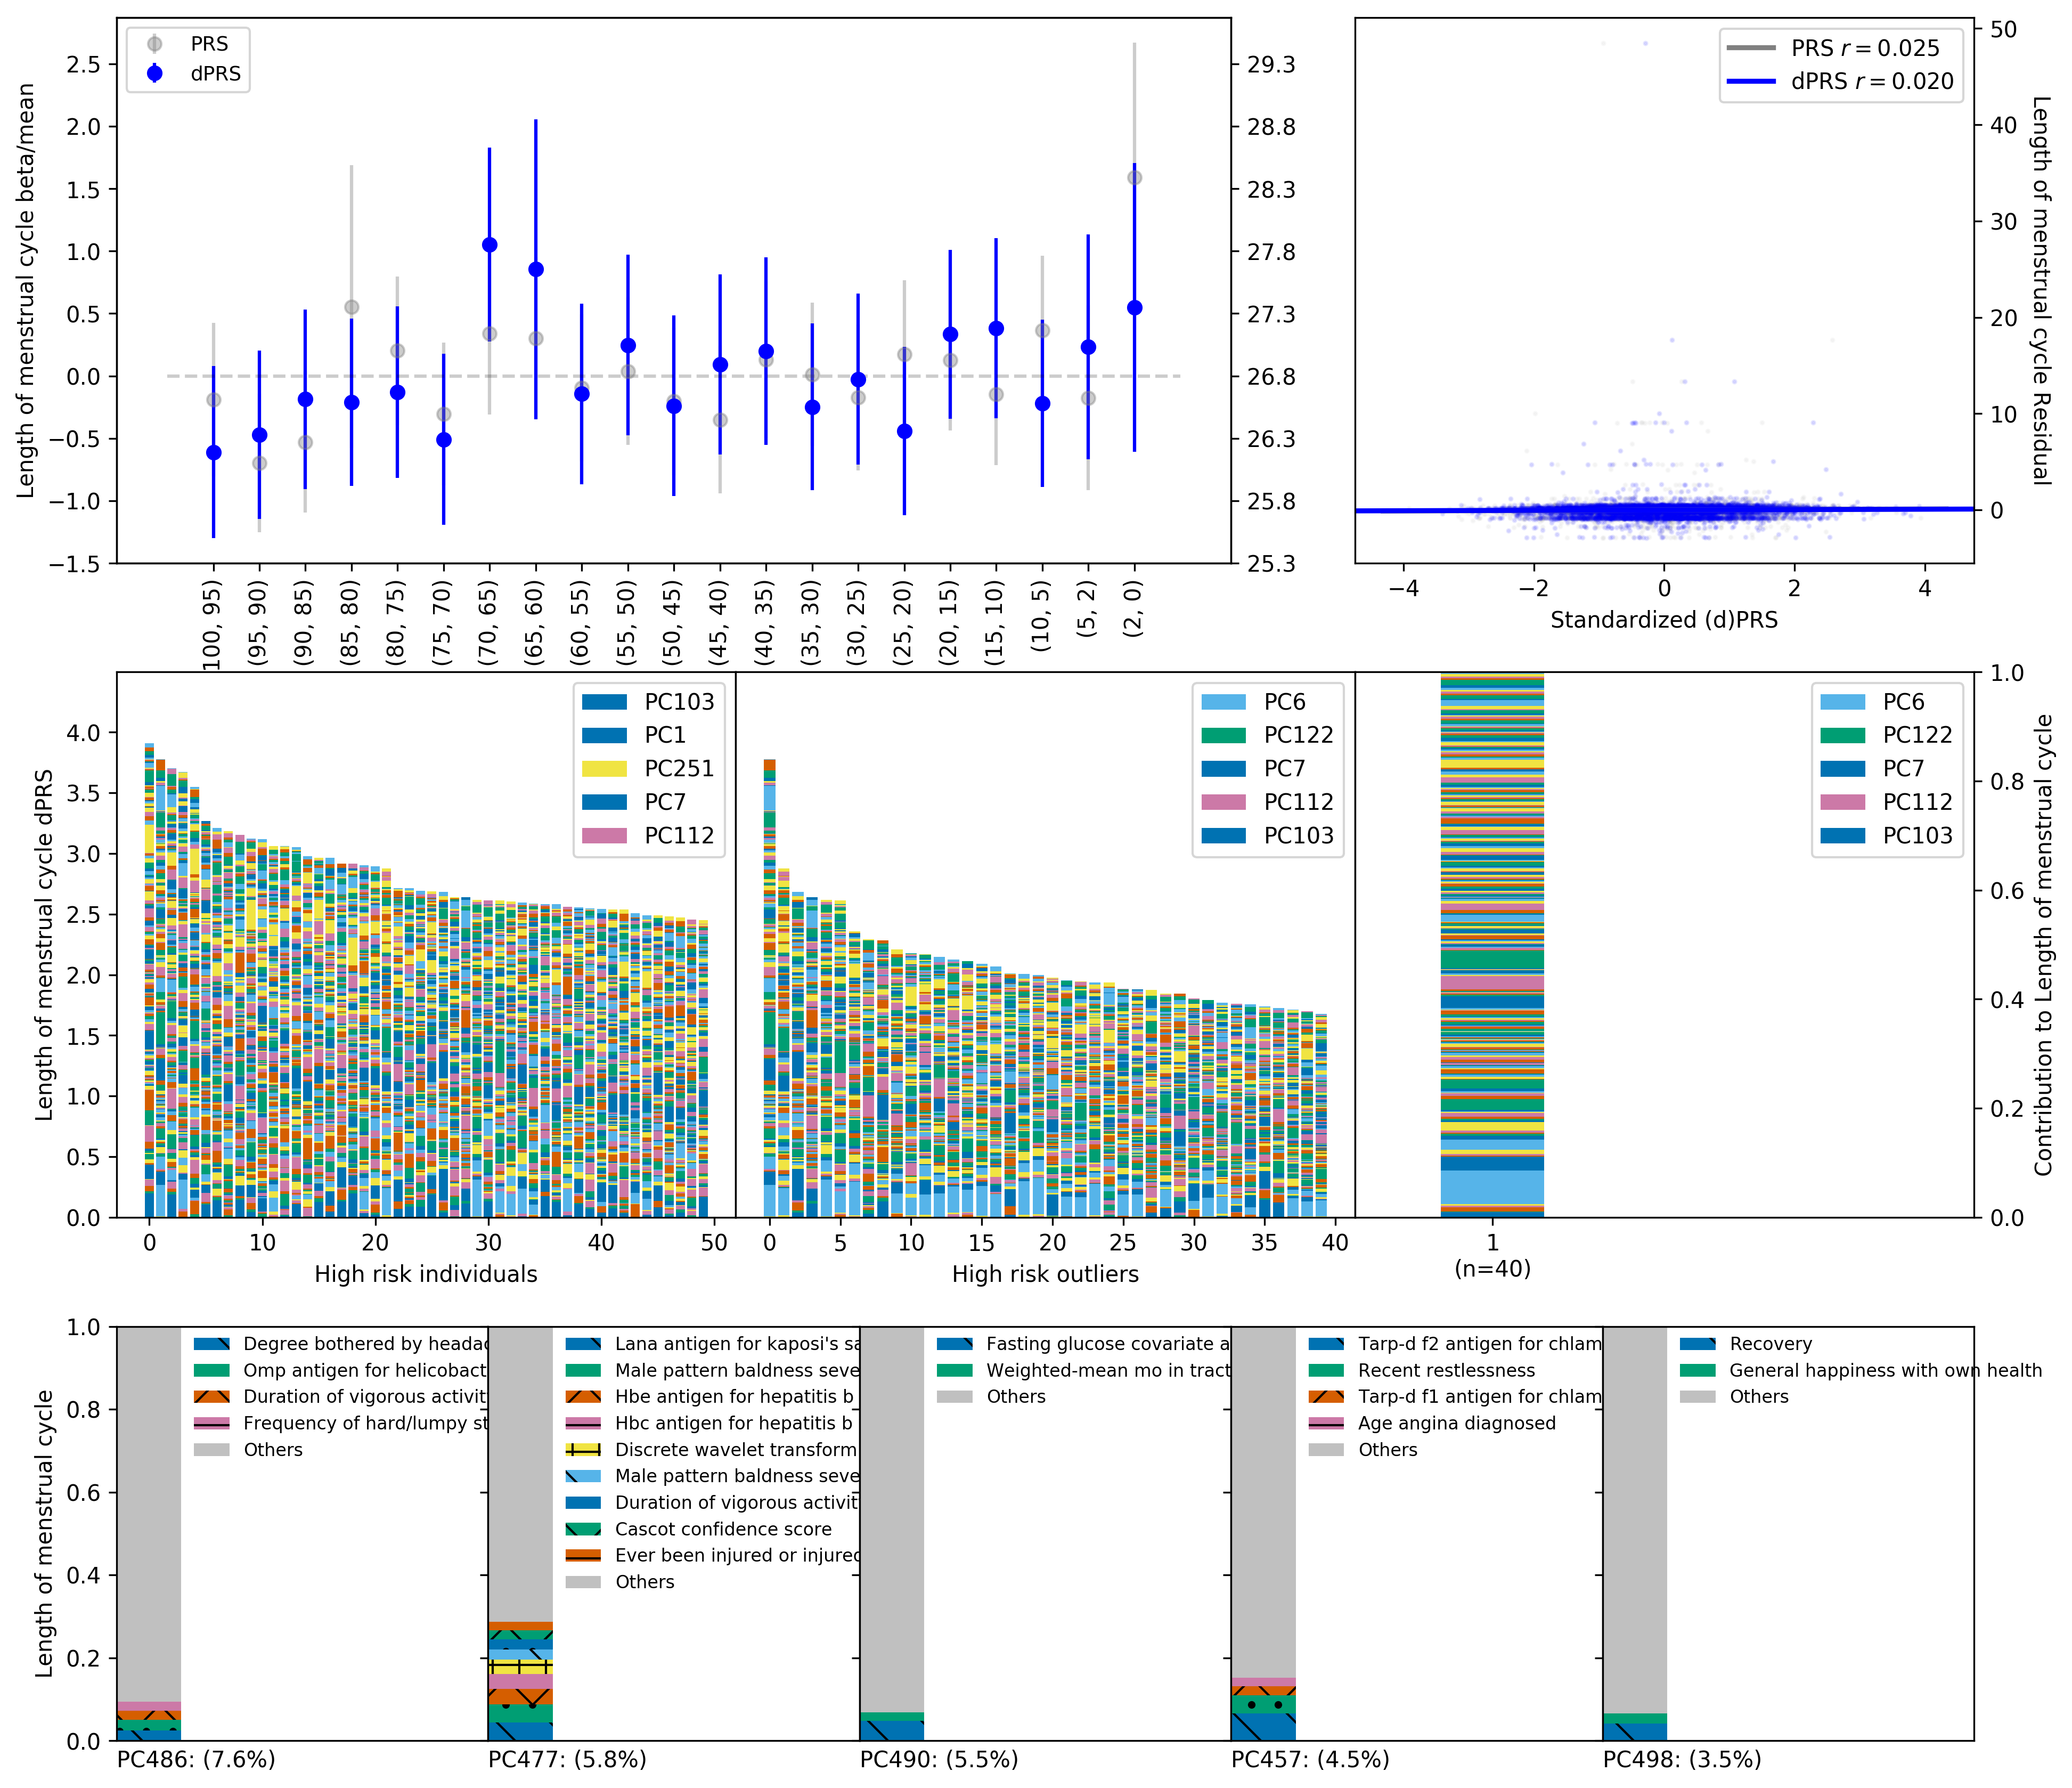 PRS
dPRS
2.5
2.0
1.5
1.0
0.5
0.0
−0.5
−1.0
−1.5
Length of menstrual cycle beta/mean
29.3
28.8
28.3
27.8
27.3
26.8
26.3
25.8
25.3
100, 95)
(95, 90)
(90, 85)
(85, 80)
(80, 75)
(75, 70)
(70, 65)
(65, 60)
(60, 55)
(55, 50)
(50, 45)
(45, 40)
(40, 35)
(35, 30)
(30, 25)
(25, 20)
(20, 15)
(15, 10)
(10, 5)
(5, 2)
(2, 0)
PRS r = 0.025
dPRS r = 0.020
50
40
30
20
10
0
Length of menstrual cycle Residual
−4
−2
0
2
4
Standardized (d)PRS
Length of menstrual cycle dPRS
4.0
3.5
3.0
2.5
2.0
1.5
1.0
0.5
0.0
PC103
PC1
PC251
PC7
PC112
0
10
20
30
40
50
High risk individuals
PC6
PC122
PC7
PC112
PC103
0
5
10
15
20
25
30
35
40
High risk outliers
PC6
PC122
PC7
PC112
PC103
1
(n=40)
1.0
0.8
0.6
0.4
0.2
0.0
Contribution to Length of menstrual cycle
Length of menstrual cycle
1.0
0.8
0.6
0.4
0.2
0.0
Degree bothered by headac
Omp antigen for helicobact
Duration of vigorous activit
Frequency of hard/lumpy st
Others
PC486: (7.6%)
Lana antigen for kaposi's sa
Male pattern baldness seve
Hbe antigen for hepatitis b
Hbc antigen for hepatitis b
Discrete wavelet transform
Male pattern baldness seve
Duration of vigorous activit
Cascot confidence score
Ever been injured or injured
Others
PC477: (5.8%)
Fasting glucose covariate a
Weighted-mean mo in tract
Others
PC490: (5.5%)
Tarp-d f2 antigen for chlam
Recent restlessness
Tarp-d f1 antigen for chlam
Age angina diagnosed
Others
PC457: (4.5%)
Recovery
General happiness with own health
Others
PC498: (3.5%)